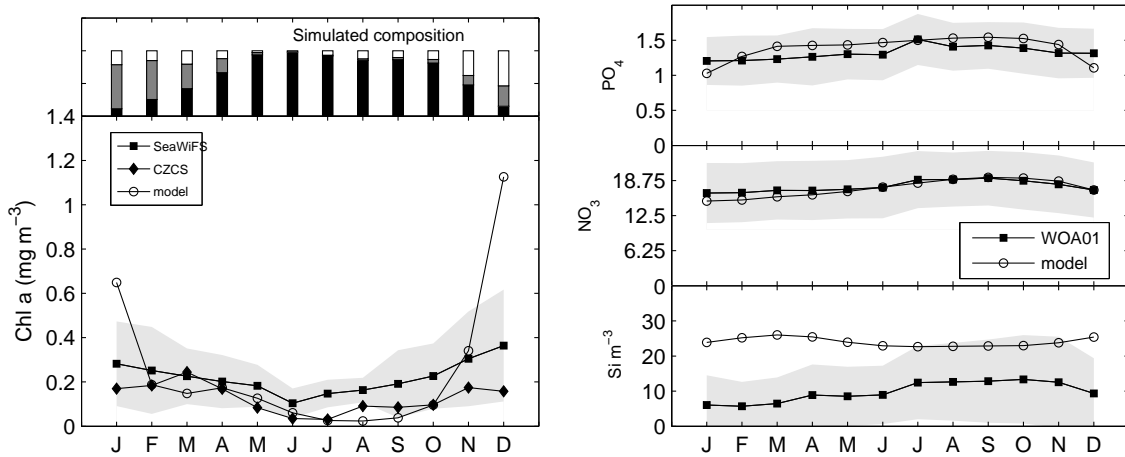 Simulated composition
1.4
1.2
1
0.8
0.6
0.4
0.2
0
Chl a (mg m−3)
SeaWiFS
CZCS
model
J F M A M J J A S O N D
1.5
1
0.5
0
PO4
18.75
12.5
6.25
0
NO3
WOA01
model
30
20
10
0
Si m−3
J F M A M J J A S O N D